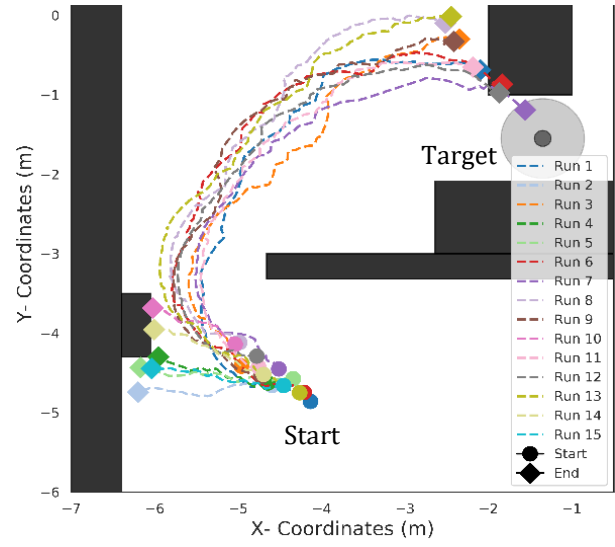 0
−1
−2
−3
−4
−5
−6
Y- Coordinates (m)
−7
−6
−5
−4
−3
−2
−1
X- Coordinates (m)
Target
Start
Run 1
Run 2
Run 3
Run 4
Run 5
Run 6
Run 7
Run 8
Run 9
Run 10
Run 11
Run 12
Run 13
Run 14
Run 15
Start
End